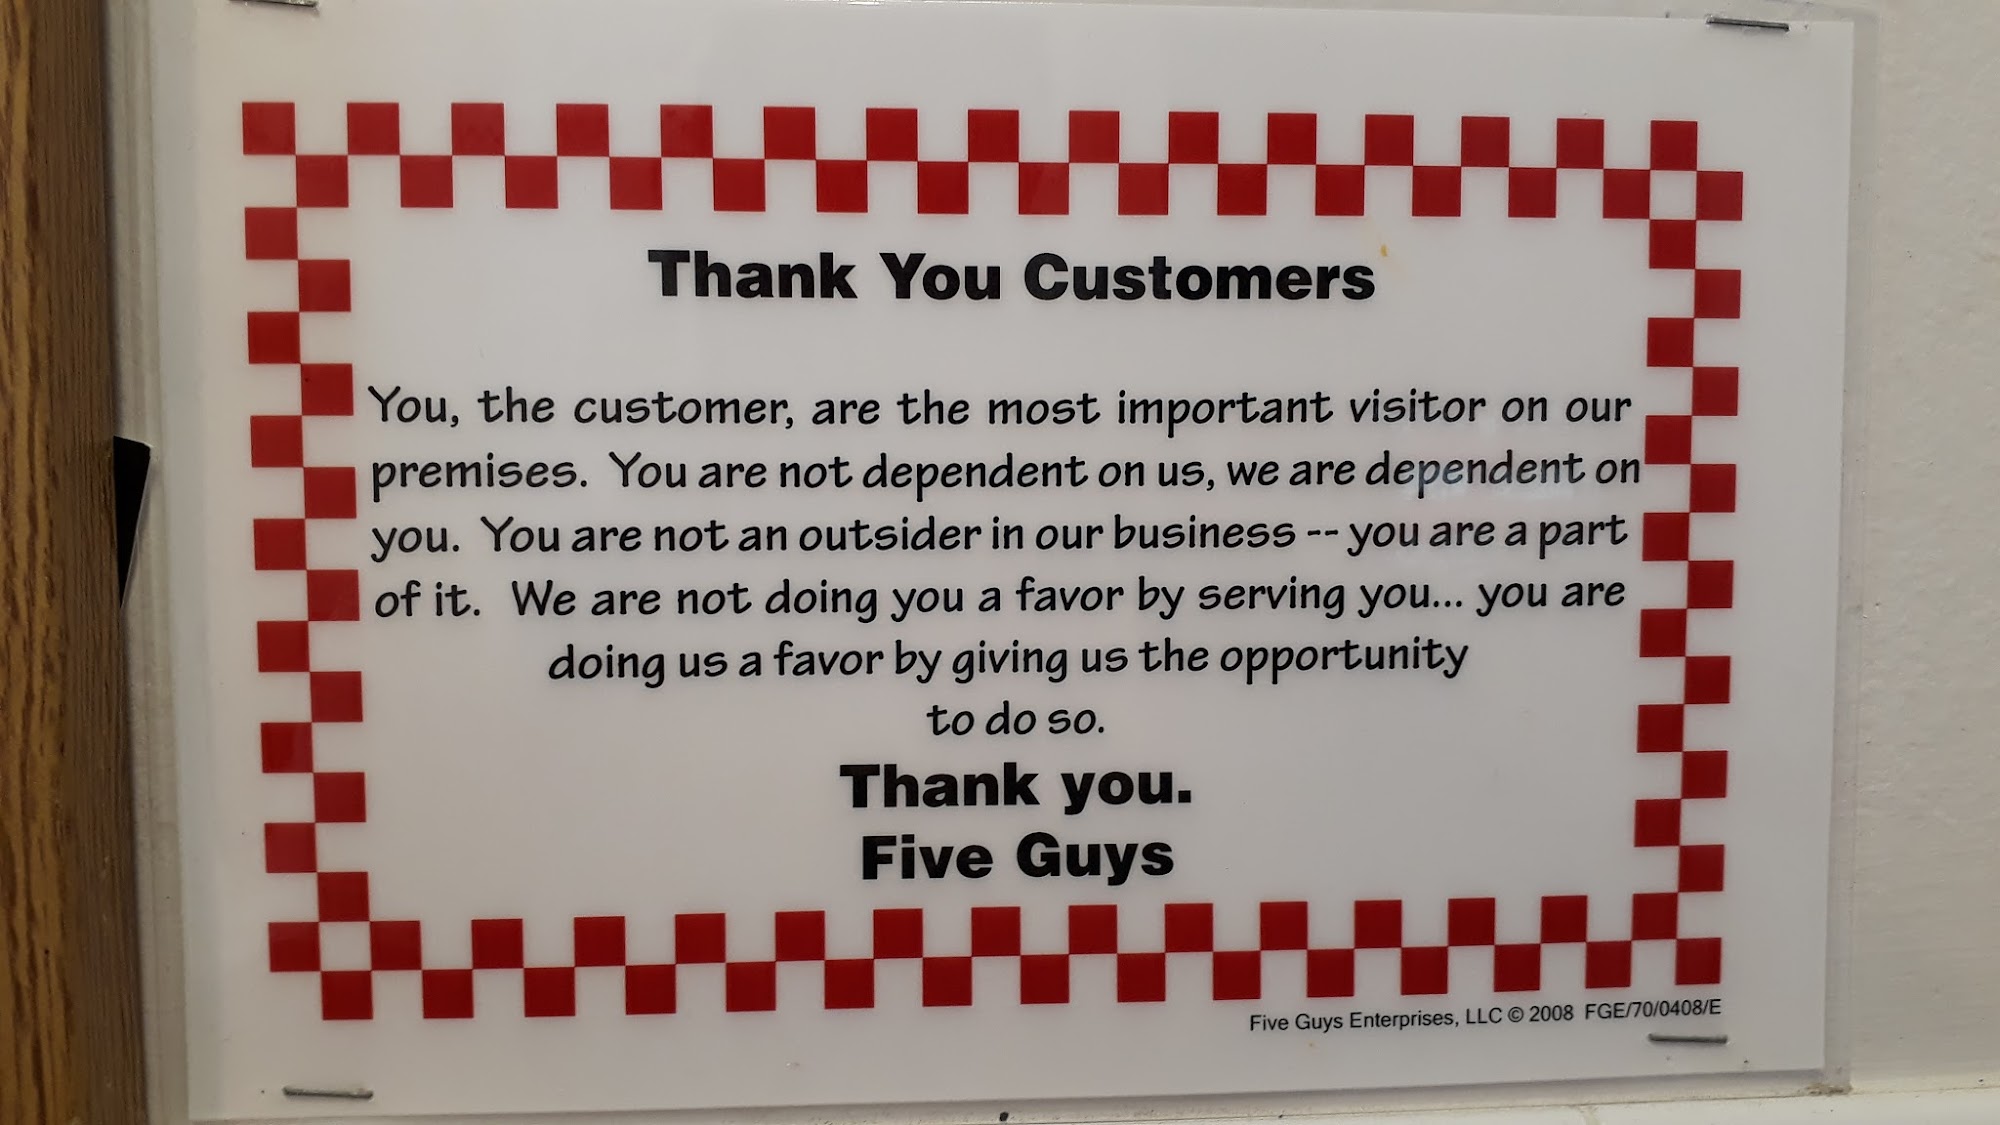 Thank You Customers
You, the customer, are the most important visitor on our
premises. You are not dependent on us, we are dependent on
you. You are not an outsider in our business -- you are a part
of it. We are not doing you a favor by serving you... you are
doing us a favor by giving us the opportunity
to do so.
Thank you.
Five Guys
Five Guys Enterprises, LLC © 2008 FGE/70/0408/E